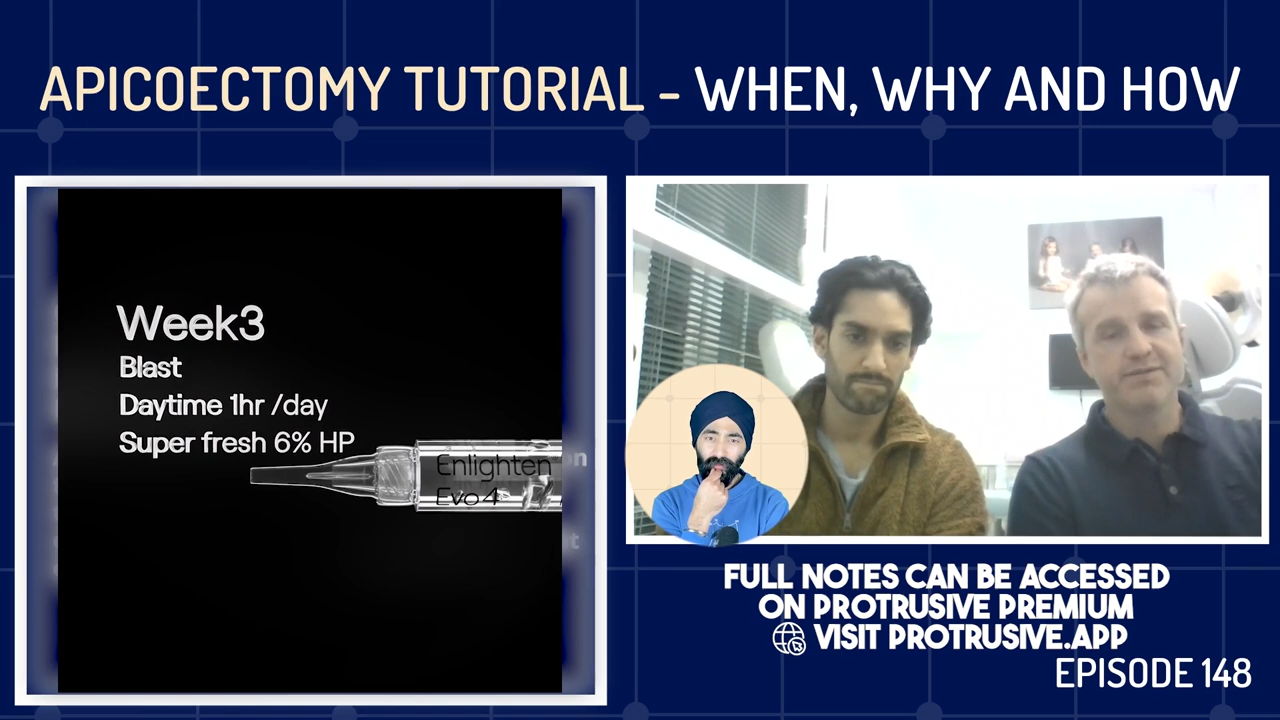 APICOECTOMY TUTORIAL - WHEN, WHY AND HOW
Week3
Blast
Daytime 1hr /day
Super fresh 6% HP
Enlighten
Evo4
FULL NOTES CAN BE ACCESSED
ON PROTRUSIVE PREMIUM
VISIT PROTRUSIVE.APP
EPISODE 148